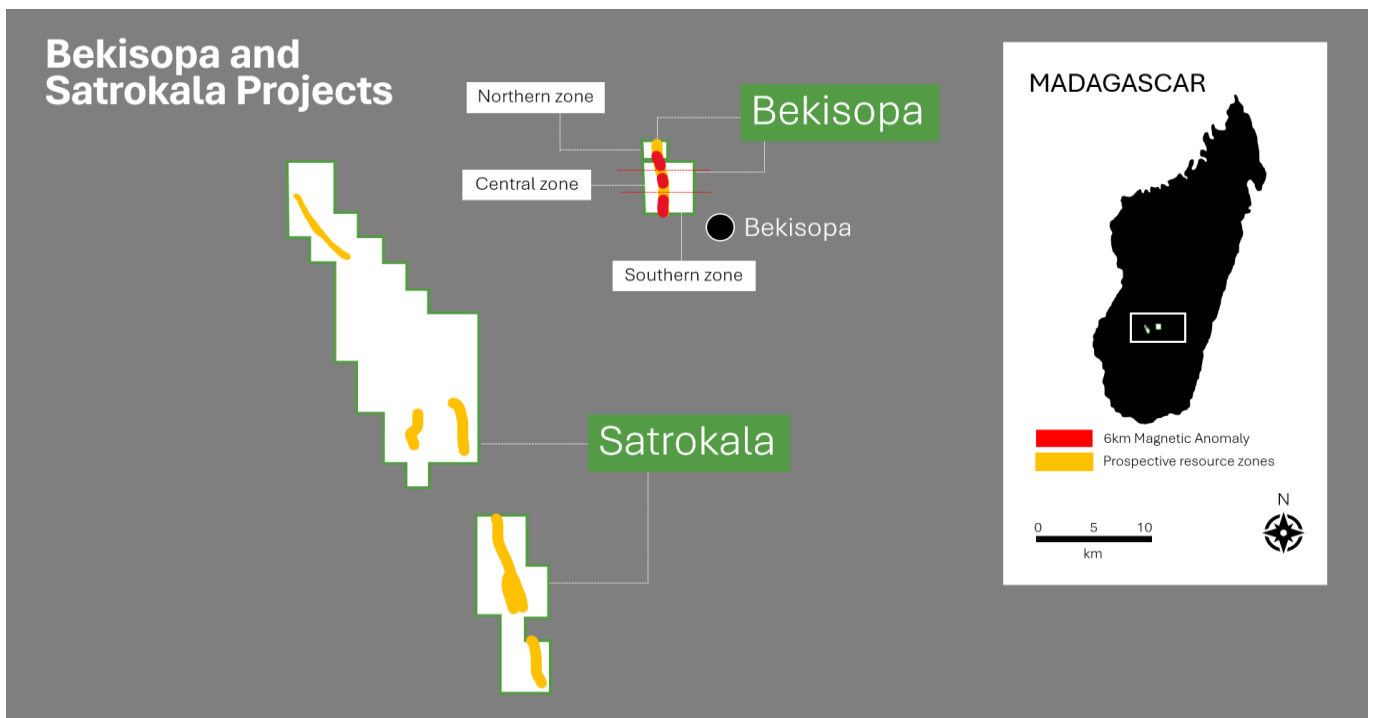 Bekisopa and
Satrokala Projects
Northern zone
Bekisopa
Central zone
Bekisopa
Southern zone
Satrokala
MADAGASCAR
6km Magnetic Anomaly
Prospective resource zones
0 5 10
km
N